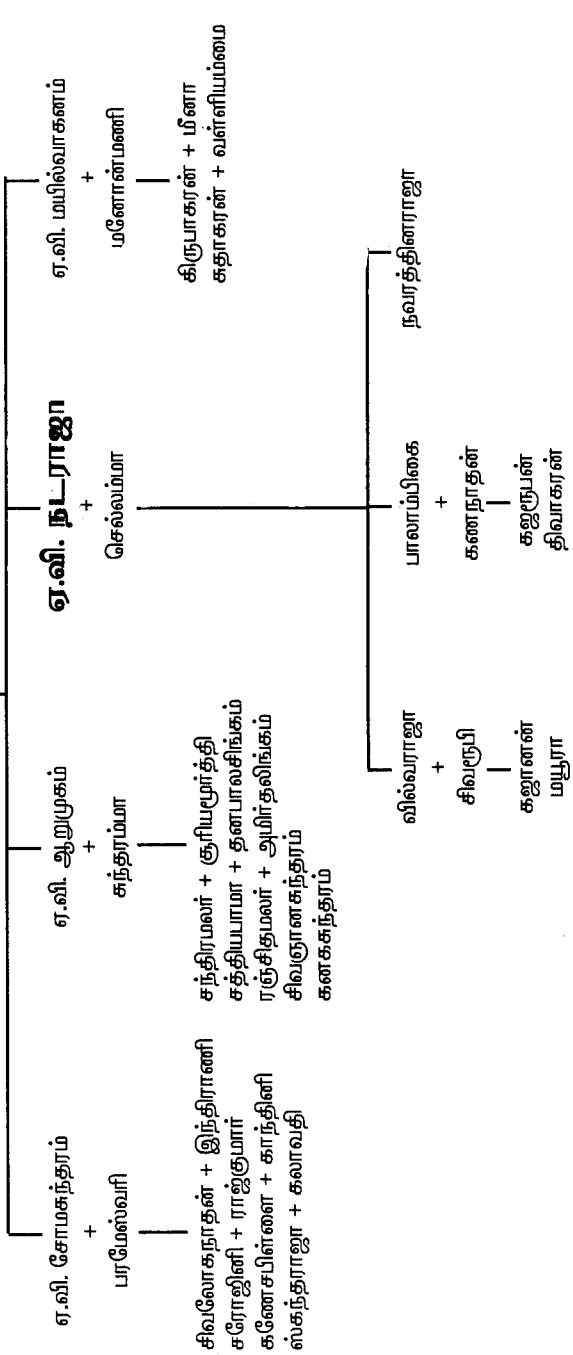 ஏ.வி. சோமசுந்தரம்
+
பரமேஸ்வரி
சிவலோகநாதன் + இந்திராணி
சரோஜினி + ராஜ்குமார்
கணேசபிள்ளை + காந்தினி
ஸ்கந்தராஜா + கலாவதி
ஏ.வி. ஆறுமுகம்
+
சுந்தரம்மா
சந்திரமலர் + சூரியமூர்த்தி
சத்தியபாமா + தனபாலசிங்கம்
ரஞ்சிதமலர் + அமிர்தலிங்கம்
சிவஞானசுந்தரம்
கனகசுந்தரம்
ஏ.வி. நடராஜா
+
செல்லம்மா
வில்வராஜா
+
சிவரூபி
கஜானன்
மயூரா
பாலாம்பிகை
+
கணநாதன்
கஜரூபன்
திவாகரன்
நவரத்தினராஜா
ஏ.வி. மயில்வாகனம்
+
மனோன்மணி
கிருபாகரன் + மீனா
சுதாகரன் + வள்ளியம்மை